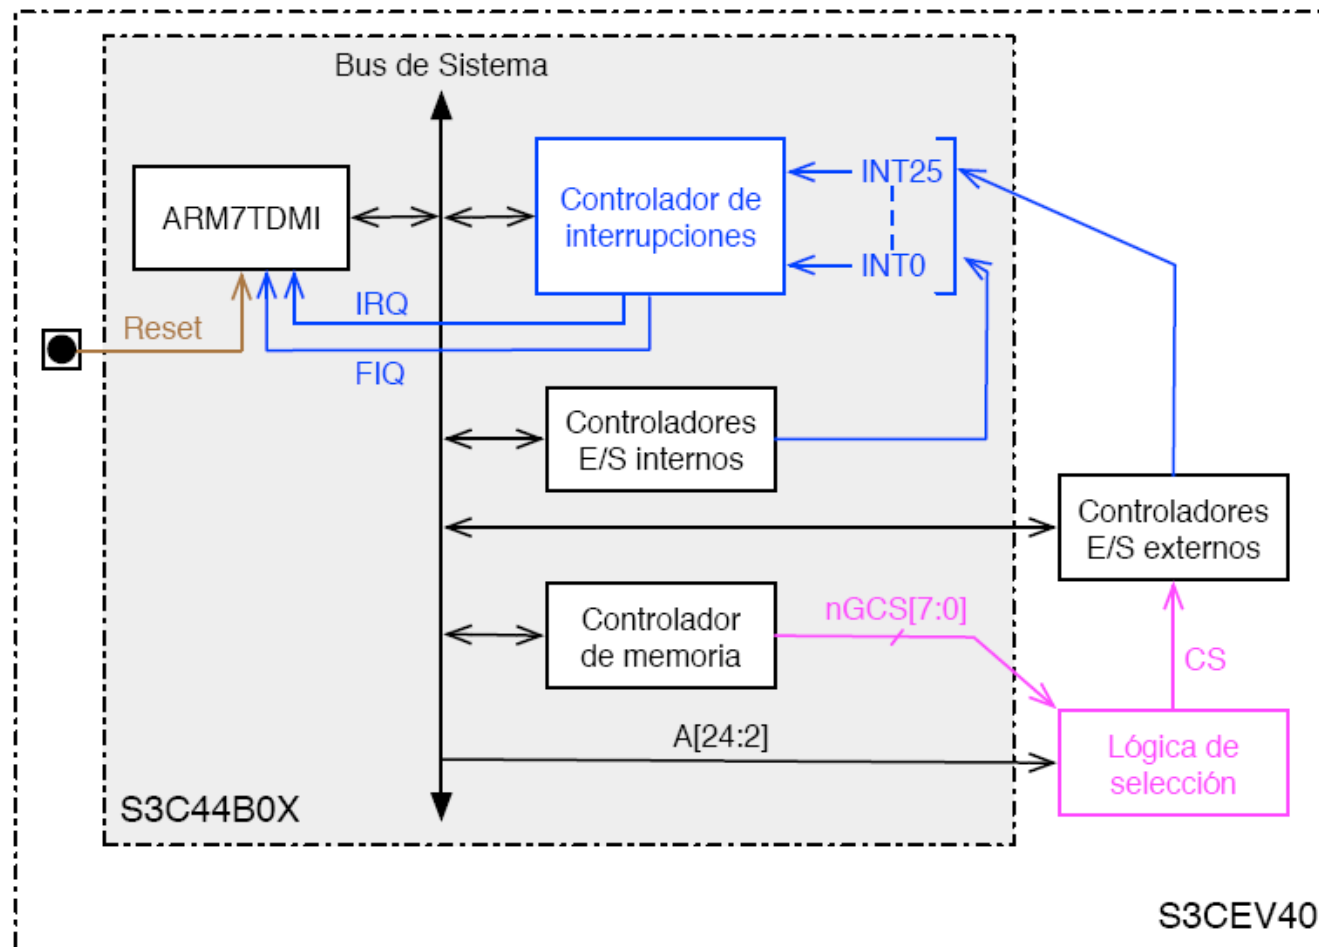 Bus de Sistema
ARM7TDMI
Controlador de
interrupciones
INT25
INT0
IRQ
Reset
FIQ
Controladores
E/S internos
Controladores
E/S externos
Controlador
de memoria
nGCS[7:0]
CS
A[24:2]
Lógica de
selección
S3C44B0X
S3CEV40